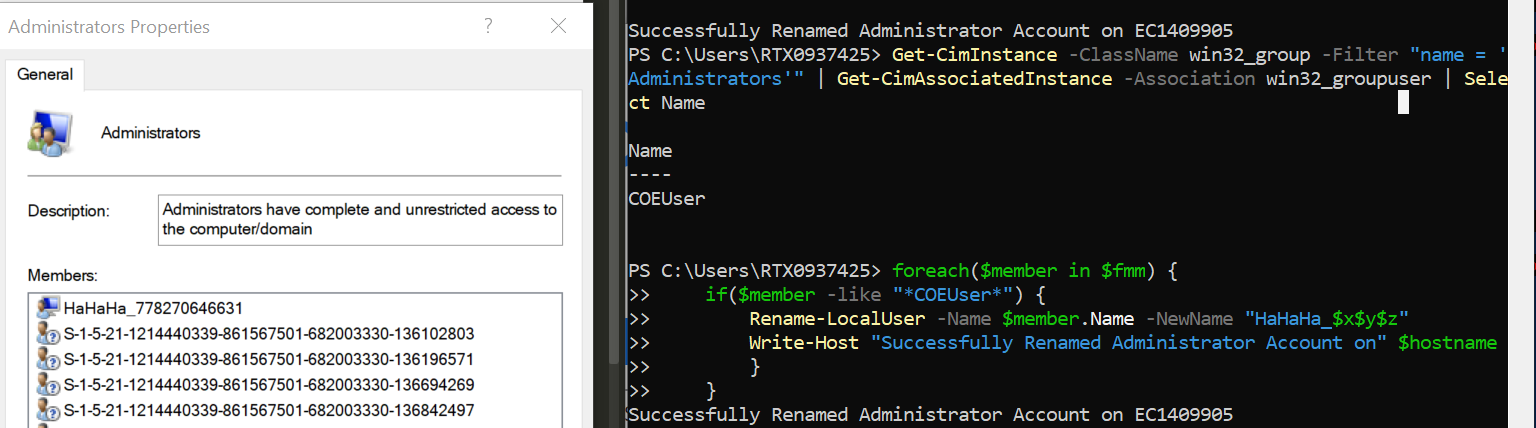 Administrators Properties
?
General
Administrators
Description:
Administrators have complete and unrestricted access to
the computer/domain
Members:
HaHaHa_778270646631
S-1-5-21-1214440339-861567501-682003330-136102803
S-1-5-21-1214440339-861567501-682003330-136196571
S-1-5-21-1214440339-861567501-682003330-136694269
S-1-5-21-1214440339-861567501-682003330-136842497
Successfully Renamed Administrator Account on EC1409905
PS C:\Users\RTX0937425> Get-CimInstance -ClassName win32_group -Filter "name = '
Administrators'" | Get-CimAssociatedInstance -Association win32_groupuser | Sele
ct Name
Name
----
COEUser
PS C:\Users\RTX0937425> foreach($member in $fmm) {
>>     if($member -like "*COEUser*") {
>>         Rename-LocalUser -Name $member.Name -NewName "HaHaHa_$x$y$z"
>>         Write-Host "Successfully Renamed Administrator Account on" $hostname
>>         }
>>     }
Successfully Renamed Administrator Account on EC1409905